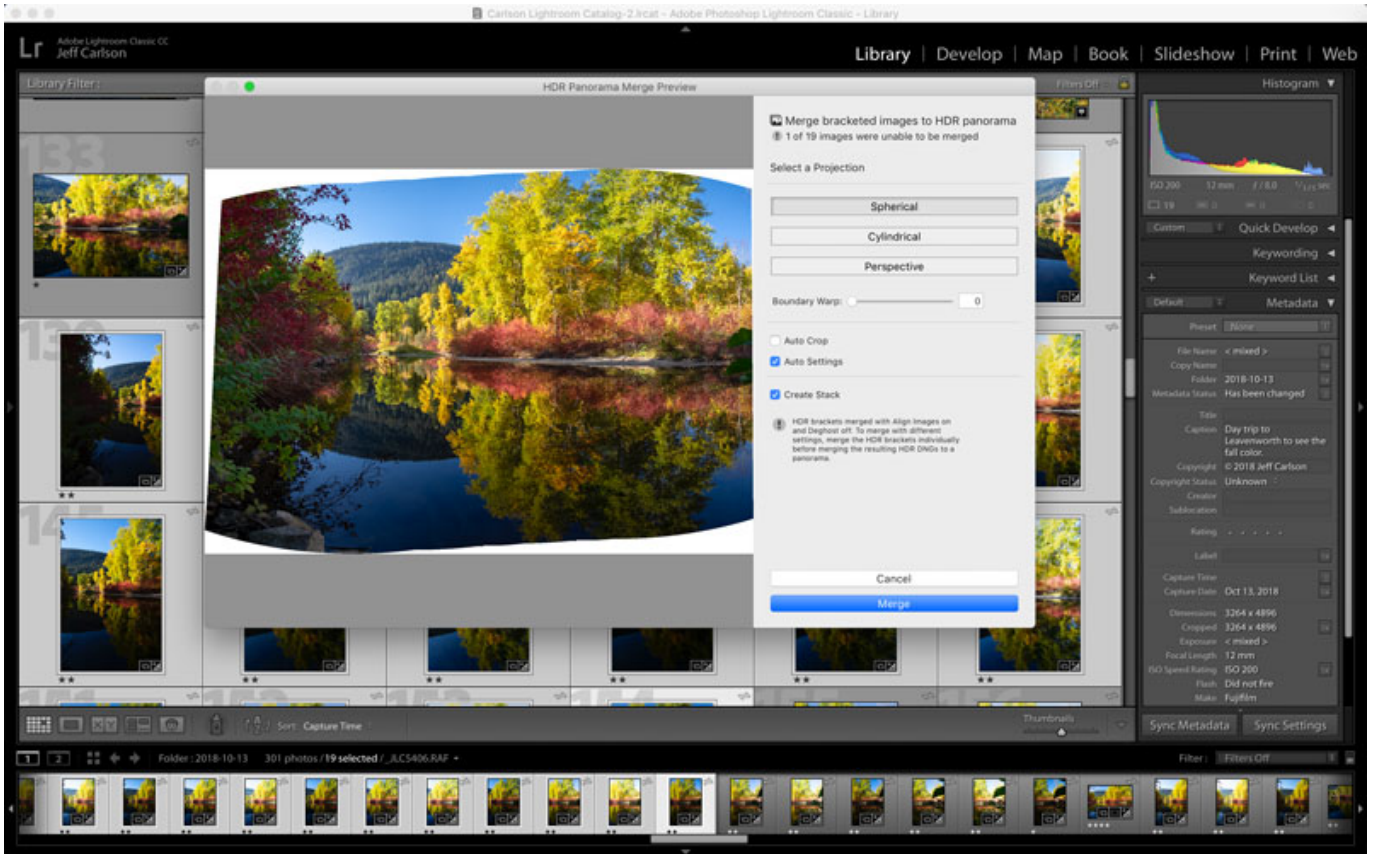 Carlson Lightroom Catalog-2.lrcat - Adobe Photoshop Lightroom Classic - Library
Lr
Adobe Lightroom Classic CC
Jeff Carlson
Library | Develop | Map | Book | Slideshow | Print | Web
Library Filter :
Filters Off
HDR Panorama Merge Preview
Merge bracketed images to HDR panorama
1 of 19 images were unable to be merged
Select a Projection
Spherical
Cylindrical
Perspective
Boundary Warp:
0
Auto Crop
Auto Settings
Create Stack
HDR brackets merged with Align Images on
and Deghost off. To merge with different
settings, merge the HDR brackets individually
before merging the resulting HDR DNGs to a
panorama.
Cancel
Merge
133
139
145
151
152
153
154
Histogram
ISO 200 12 mm f / 8.0
19
Custom
Quick Develop
Keywording
+ Keyword List
Default
Metadata
Preset None
File Name < mixed >
Copy Name
Folder 2018-10-13
Metadata Status Has been changed
Title
Caption Day trip to
Leavenworth to see the
fall color.
Copyright © 2018 Jeff Carlson
Copyright Status Unknown
Creator
Sublocation
Rating
Label
Capture Time
Capture Date Oct 13, 2018
Dimensions 3264 x 4896
Cropped 3264 x 4896
Exposure < mixed >
Focal Length 12 mm
ISO Speed Rating ISO 200
Flash Did not fire
Make Fujifilm
Sync Metadata
Sync Settings
Sort: Capture Time
Thumbnails
1 2
Folder : 2018-10-13 301 photos / 19 selected / _JLC5406.RAF
Filter : Filters Off